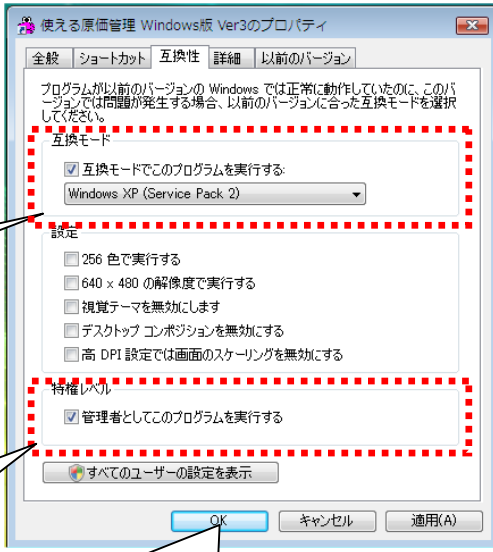 使える原価管理 Windows版 Ver3のプロパティ
全般 ショートカット 互換性 詳細 以前のバージョン
プログラムが以前のバージョンの Windows では正常に動作していたのに、このバ
ージョンでは問題が発生する場合、以前のバージョンに合った互換モードを選択
してください。
互換モード
互換モードでこのプログラムを実行する:
Windows XP (Service Pack 2)
設定
256 色で実行する
640 x 480 の解像度で実行する
視覚テーマを無効にします
デスクトップ コンポジションを無効にする
高 DPI 設定では画面のスケーリングを無効にする
特権レベル
管理者としてこのプログラムを実行する
すべてのユーザーの設定を表示
OK キャンセル 適用(A)